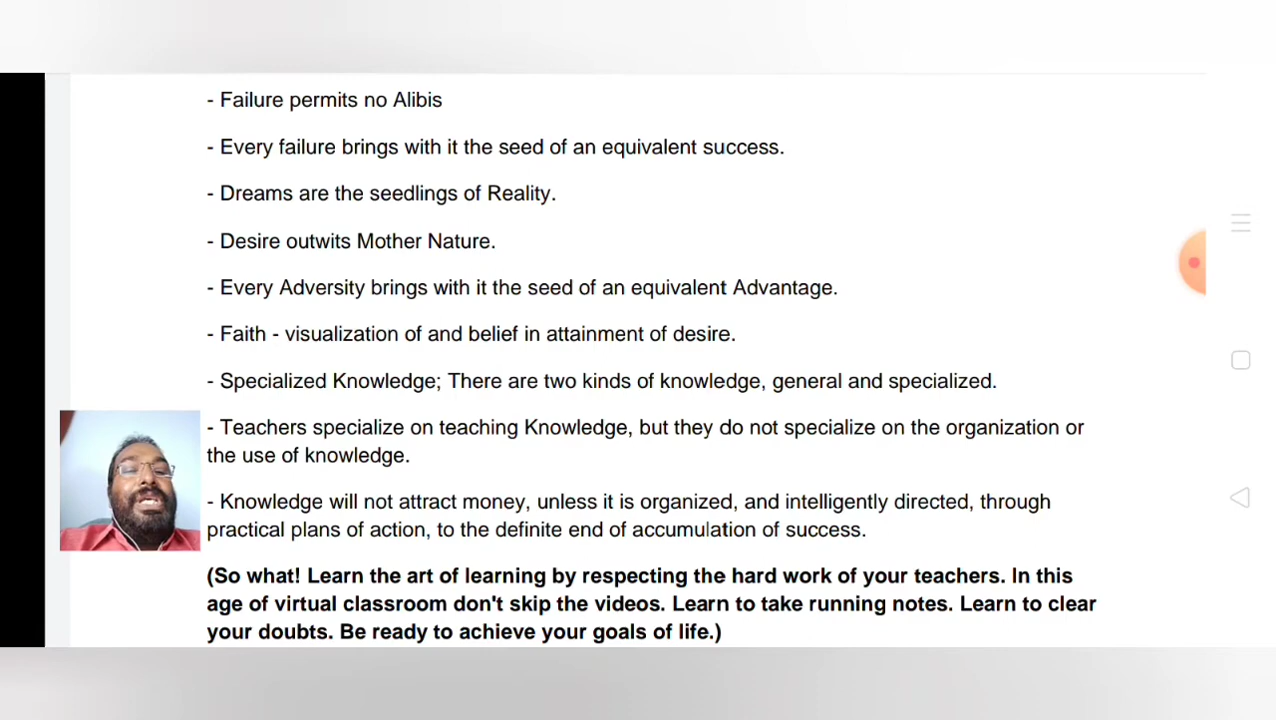 - Failure permits no Alibis
- Every failure brings with it the seed of an equivalent success.
- Dreams are the seedlings of Reality.
- Desire outwits Mother Nature.
- Every Adversity brings with it the seed of an equivalent Advantage.
- Faith - visualization of and belief in attainment of desire.
- Specialized Knowledge; There are two kinds of knowledge, general and specialized.
- Teachers specialize on teaching Knowledge, but they do not specialize on the organization or
the use of knowledge.
- Knowledge will not attract money, unless it is organized, and intelligently directed, through
practical plans of action, to the definite end of accumulation of success.
(So what! Learn the art of learning by respecting the hard work of your teachers. In this
age of virtual classroom don't skip the videos. Learn to take running notes. Learn to clear
your doubts. Be ready to achieve your goals of life.)